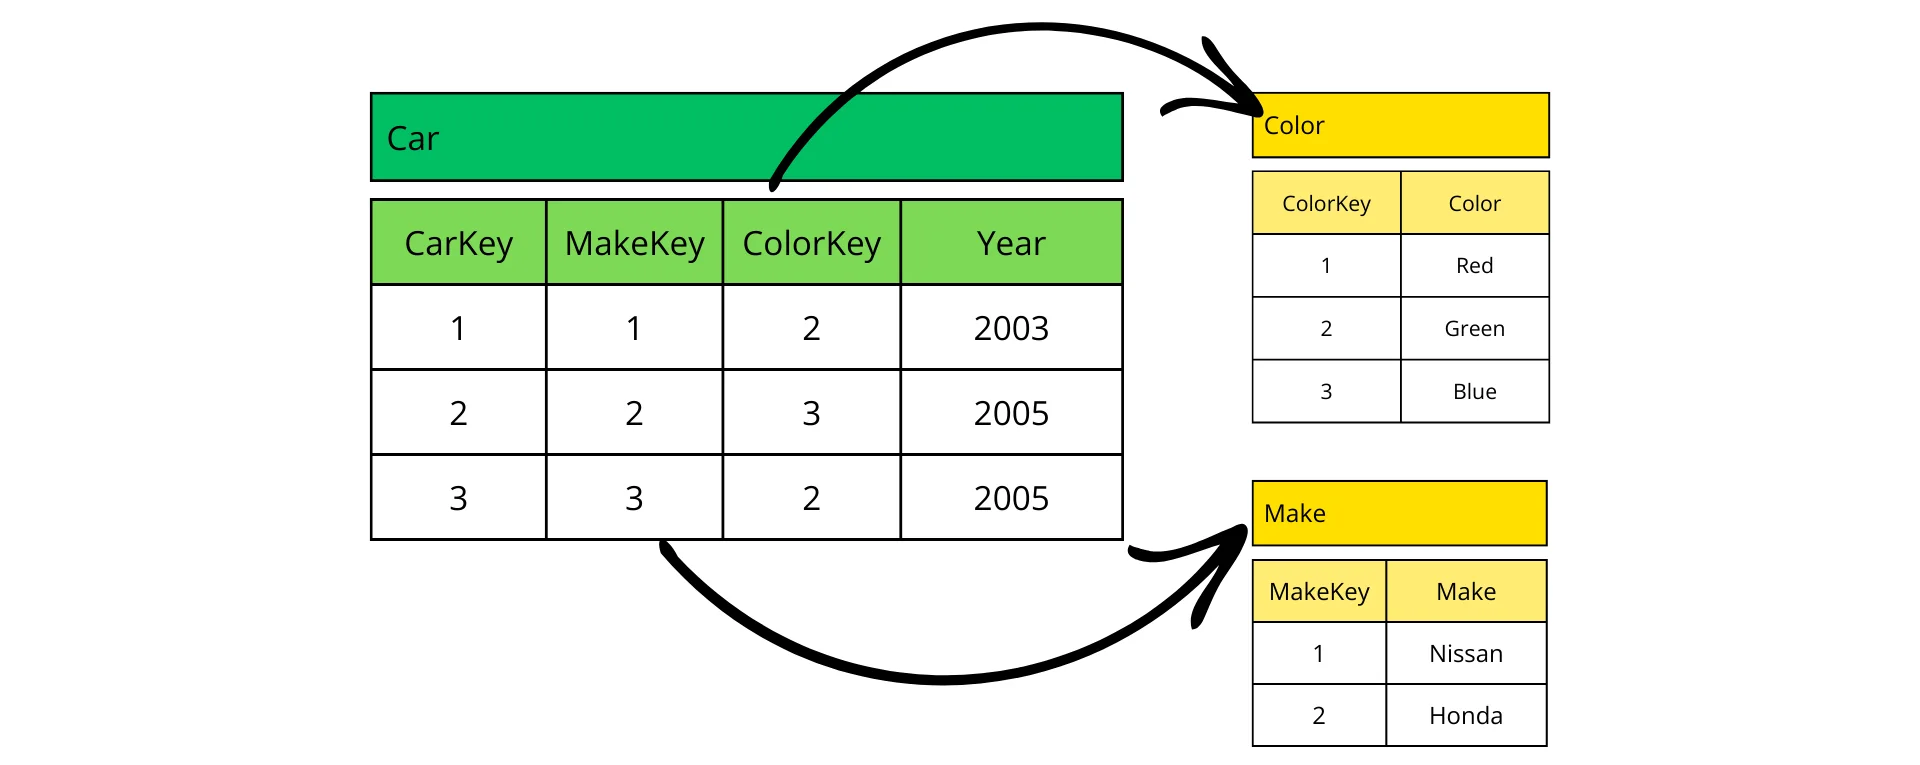 Car
CarKey MakeKey ColorKey Year
1 1 2 2003
2 2 3 2005
3 3 2 2005
Color
ColorKey Color
1 Red
2 Green
3 Blue
Make
MakeKey Make
1 Nissan
2 Honda